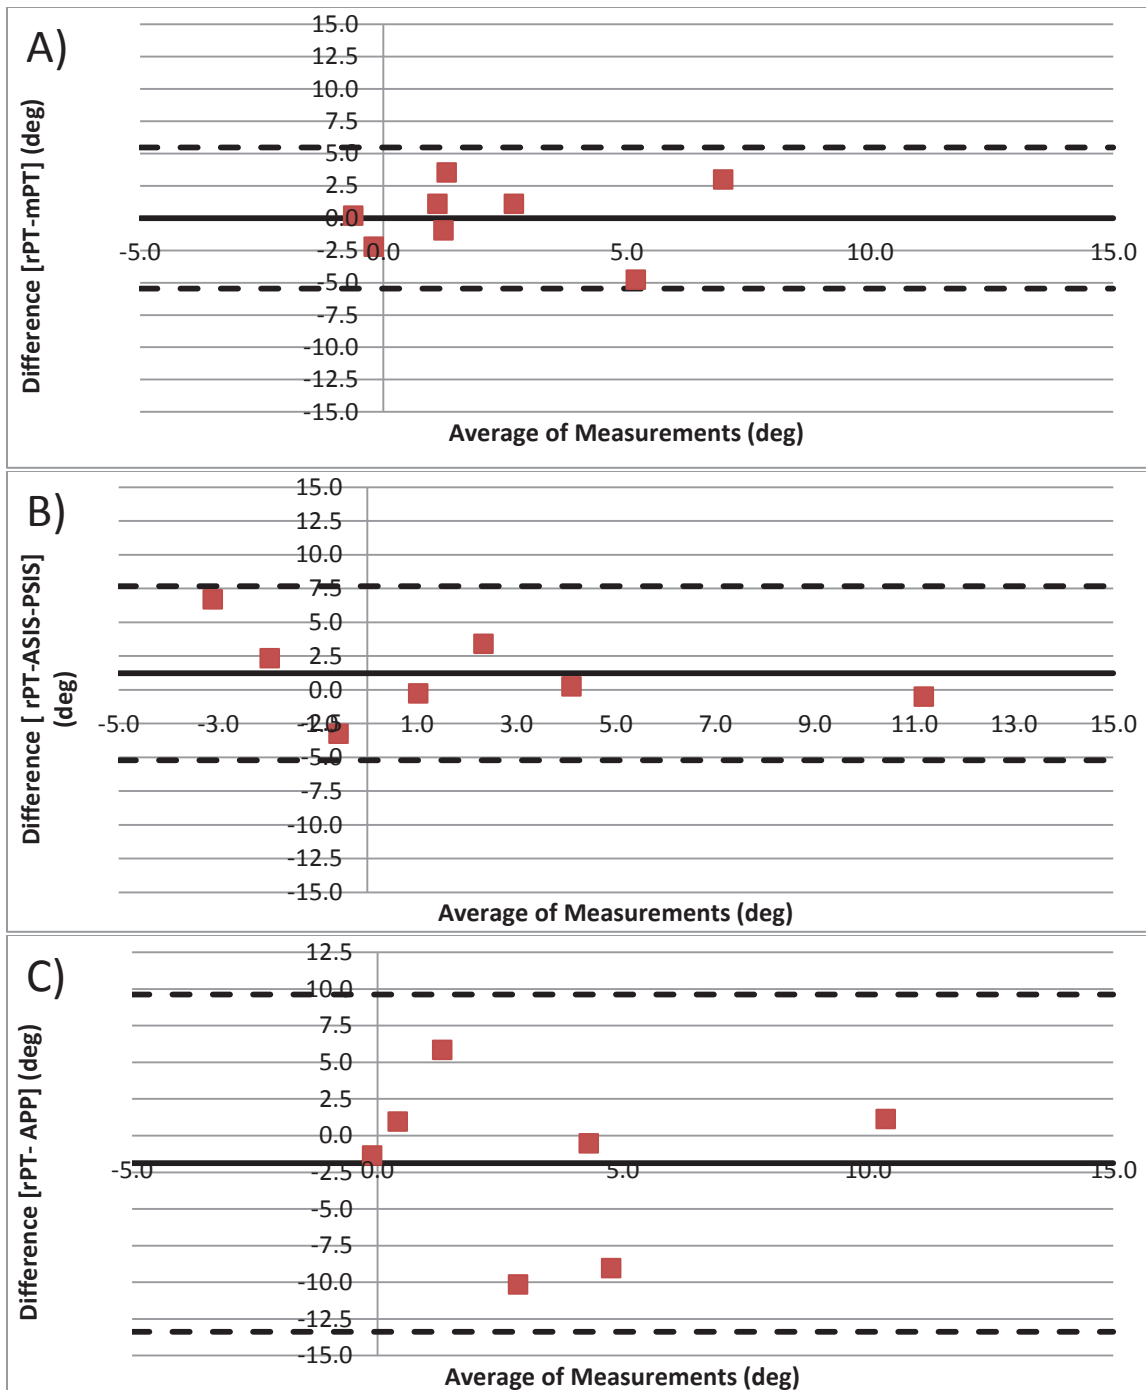 A)
Difference [rPT-mPT] (deg)
15.0
12.5
10.0
7.5
5.0
2.5
0.0
-2.5
-5.0
-7.5
-10.0
-12.5
-15.0
-5.0 0.0 5.0 10.0 15.0
Average of Measurements (deg)
B)
Difference [ rPT-ASIS-PSIS]
(deg)
15.0
12.5
10.0
7.5
5.0
2.5
0.0
-2.5
-5.0
-7.5
-10.0
-12.5
-15.0
-5.0 -3.0 -1.0 1.0 3.0 5.0 7.0 9.0 11.0 13.0 15.0
Average of Measurements (deg)
C)
Difference [rPT- APP] (deg)
12.5
10.0
7.5
5.0
2.5
0.0
-2.5
-5.0
-7.5
-10.0
-12.5
-15.0
-5.0 0.0 5.0 10.0 15.0
Average of Measurements (deg)